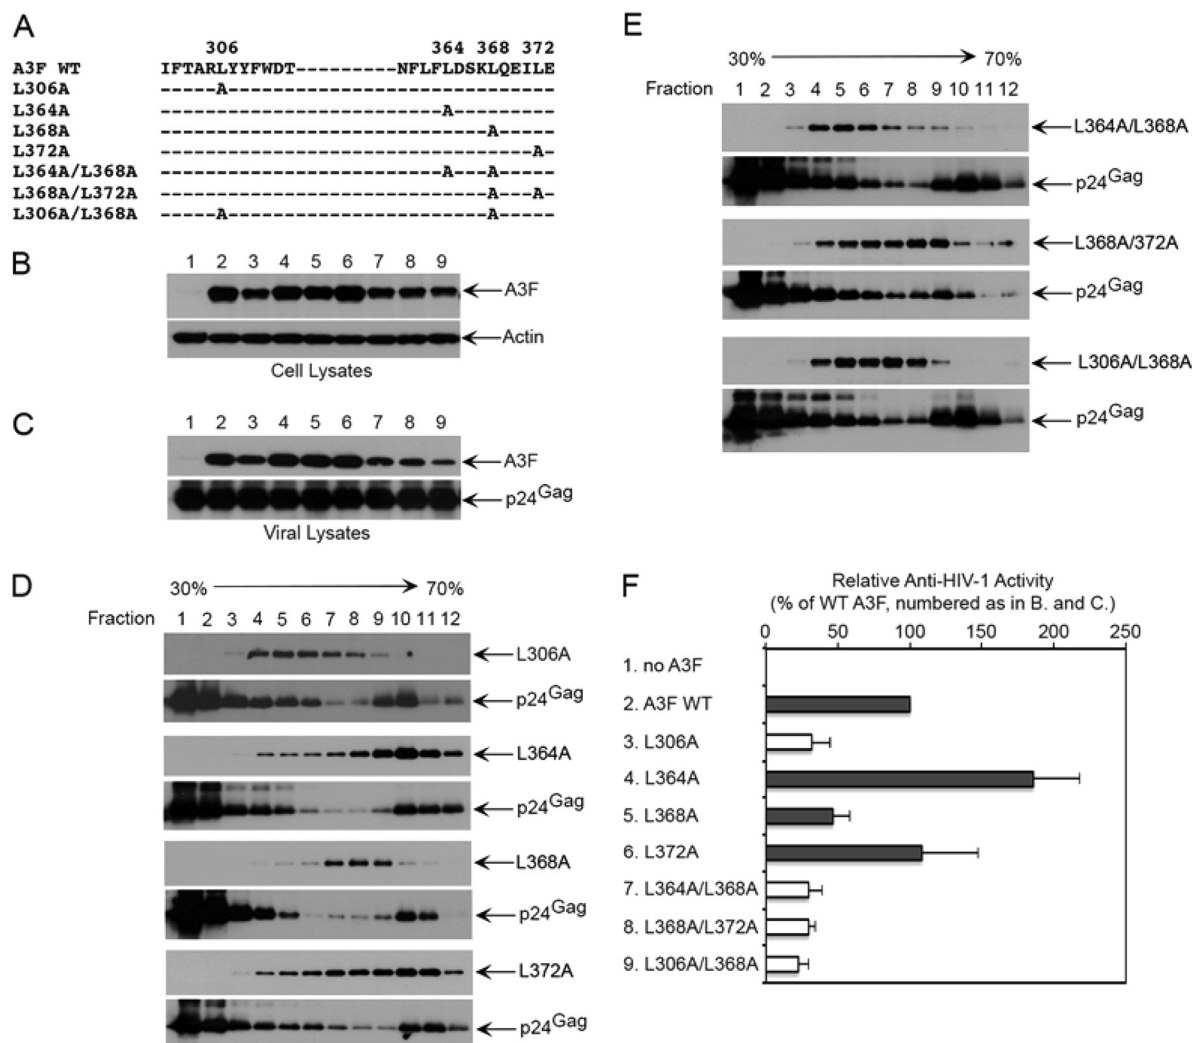 A
306 364 368 372
A3F WT IFTARLYYFWDT----------NFLFLDSKLQEILE
L306A -----A-----------------------------
L364A -------------------------A---------
L368A -----------------------------A-----
L372A ---------------------------------A-
L364A/L368A -------------------------A---A-----
L368A/L372A -----------------------------A---A-
L306A/L368A -----A-----------------------A-----
B
1 2 3 4 5 6 7 8 9
A3F
Actin
Cell Lysates
C
1 2 3 4 5 6 7 8 9
A3F
p24Gag
Viral Lysates
D
30% 70%
Fraction 1 2 3 4 5 6 7 8 9 10 11 12
L306A
p24Gag
L364A
p24Gag
L368A
p24Gag
L372A
p24Gag
E
30% 70%
Fraction 1 2 3 4 5 6 7 8 9 10 11 12
L364A/L368A
p24Gag
L368A/372A
p24Gag
L306A/L368A
p24Gag
F
Relative Anti-HIV-1 Activity
(% of WT A3F, numbered as in B. and C.)
0 50 100 150 200 250
1. no A3F
2. A3F WT
3. L306A
4. L364A
5. L368A
6. L372A
7. L364A/L368A
8. L368A/L372A
9. L306A/L368A